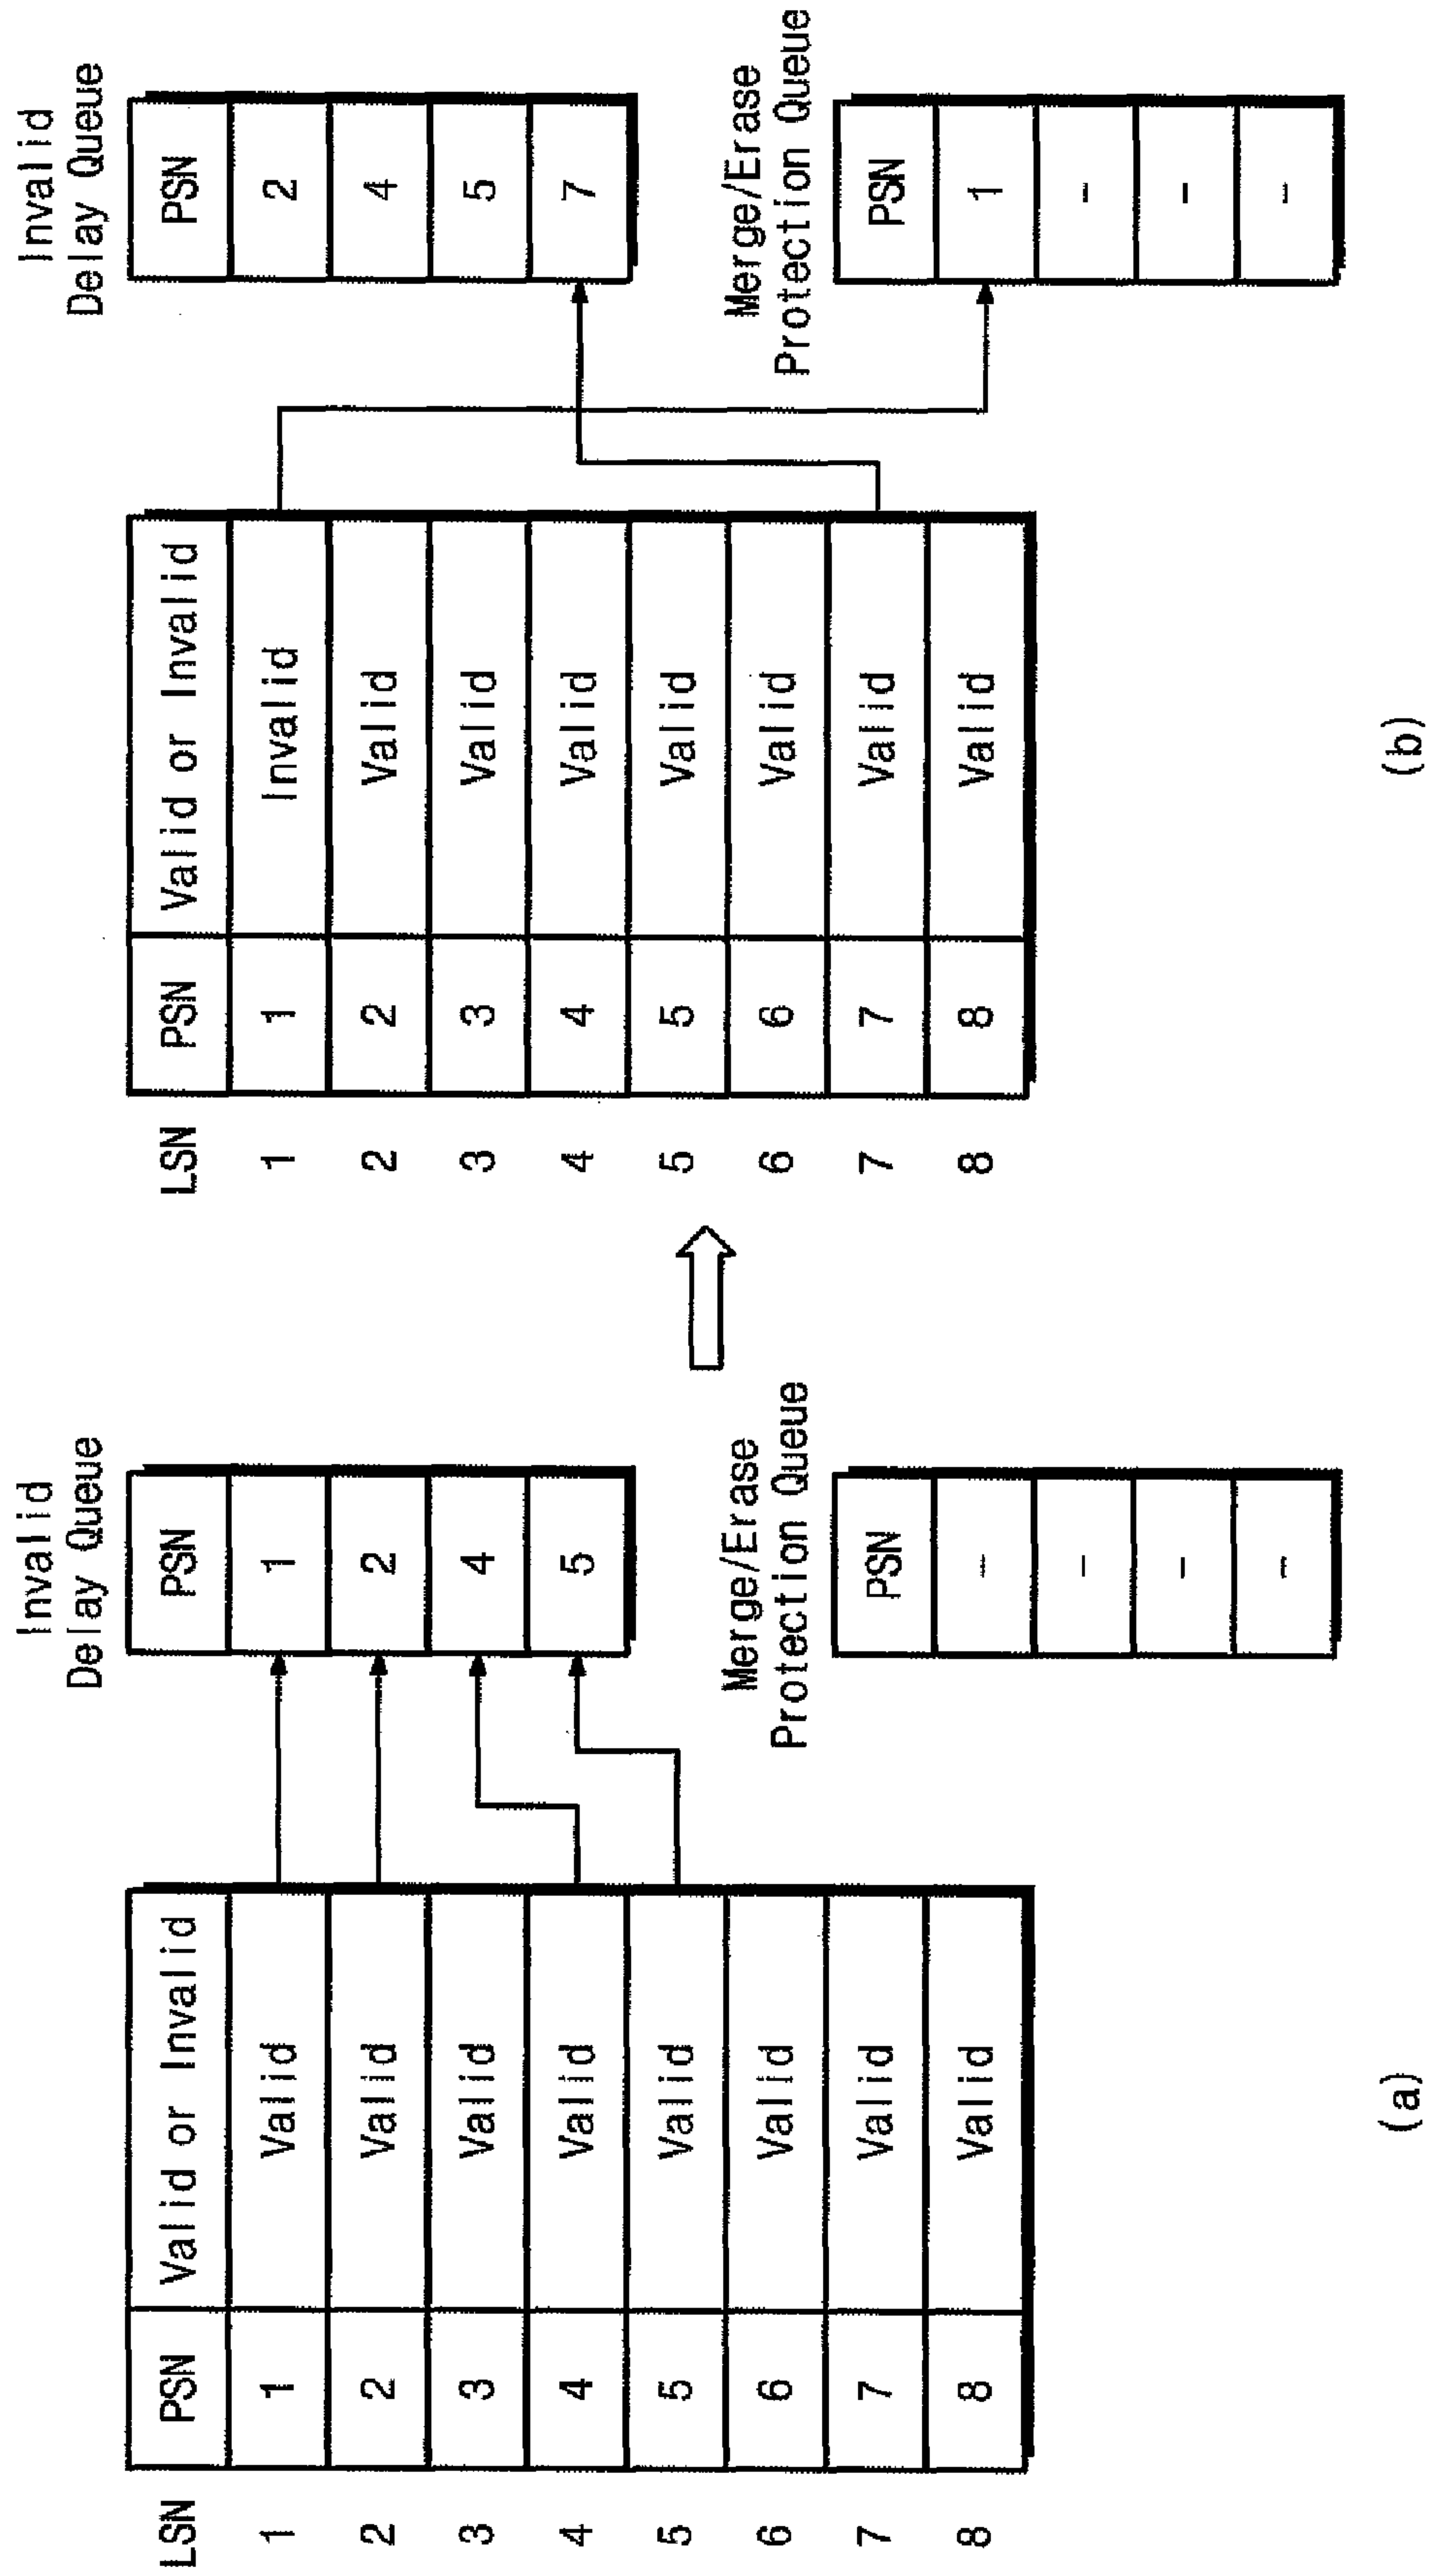 Invalid
Delay Queue
LSN PSN Valid or Invalid PSN
1 1 Valid 1
2 2 Valid 2
3 3 Valid 4
4 4 Valid 5
5 5 Valid
6 6 Valid
7 7 Valid
8 8 Valid
Merge/Erase
Protection Queue
PSN
-
-
-
-
(a)
Invalid
Delay Queue
LSN PSN Valid or Invalid PSN
1 1 Invalid 2
2 2 Valid 4
3 3 Valid 5
4 4 Valid 7
5 5 Valid
6 6 Valid
7 7 Valid
8 8 Valid
Merge/Erase
Protection Queue
PSN
1
-
-
-
(b)